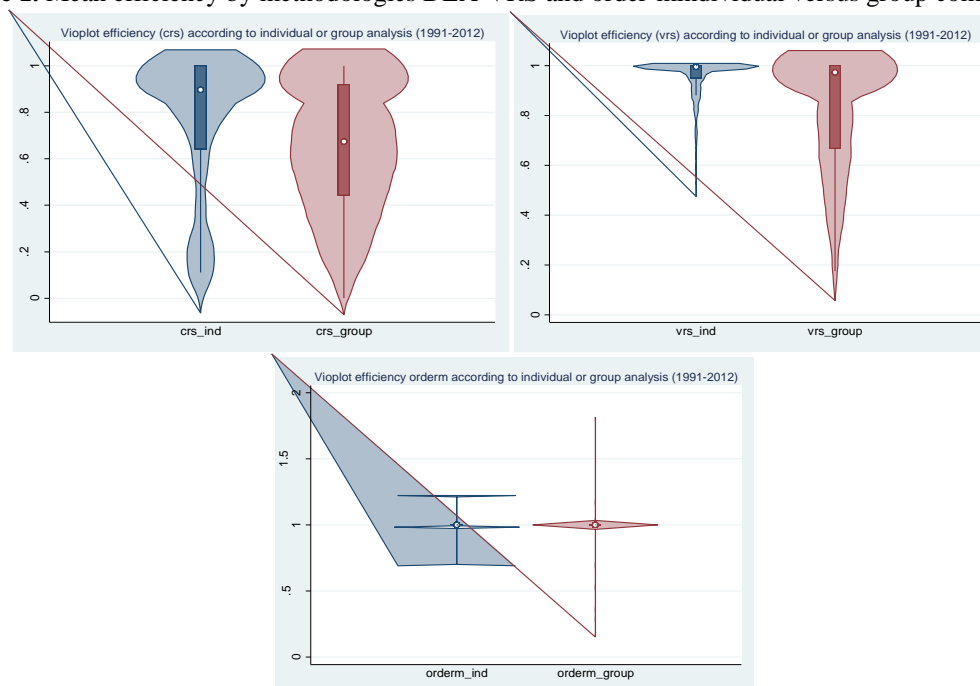 Mean efficiency by methodologies DEA-VRS and order-m
individual versus group
Vioplot efficiency (crs) according to individual or group analysis (1991-2012)
1
.8
.6
.4
.2
0
crs_ind crs_group
Vioplot efficiency (vrs) according to individual or group analysis (1991-2012)
1
.8
.6
.4
.2
0
vrs_ind vrs_group
Vioplot efficiency orderm according to individual or group analysis (1991-2012)
2
1.5
1
.5
0
orderm_ind orderm_group